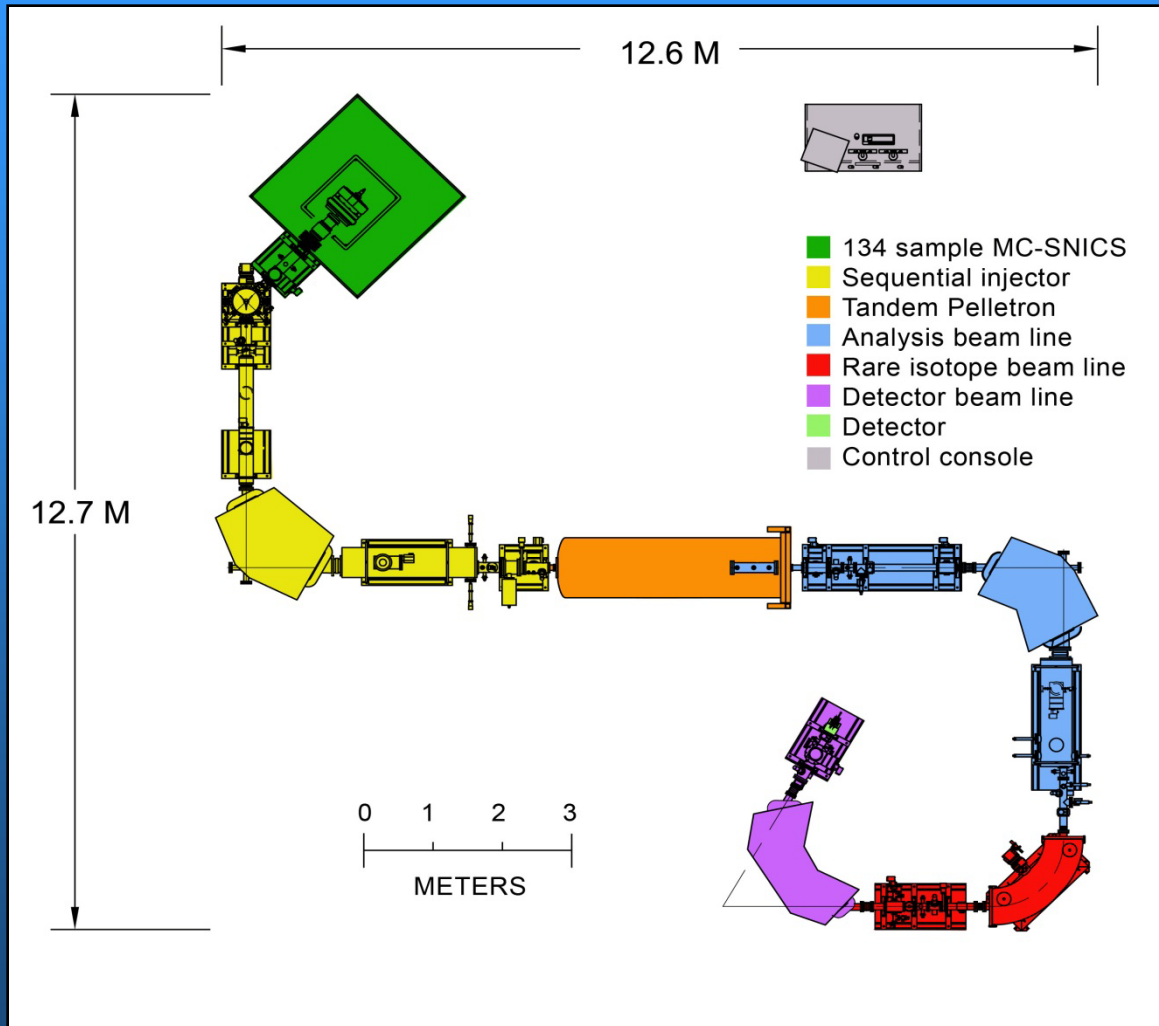 12.6 M
134 sample MC-SNICS
Sequential injector
Tandem Pelletron
Analysis beam line
Rare isotope beam line
Detector beam line
Detector
Control console
12.7 M
0 1 2 3
METERS